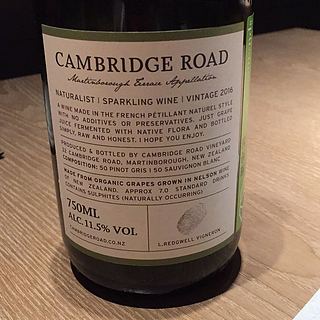 CAMBRIDGE ROAD
Martinborough Terrace Appellation
NATURALIST | SPARKLING WINE | VINTAGE 2016
A WINE MADE IN THE FRENCH PÉTILLANT NATUREL STYLE
WITH NO ADDITIVES OR PRESERVATIVES. JUST GRAPE
JUICE FERMENTED WITH NATIVE FLORA AND BOTTLED
SIMPLY, RAW AND HONEST. I HOPE YOU ENJOY.
PRODUCED & BOTTLED BY CAMBRIDGE ROAD VINEYARD
32 CAMBRIDGE ROAD, MARTINBOROUGH, NEW ZEALAND
COMPOSITION: 50 PINOT GRIS | 50 SAUVIGNON BLANC
MADE FROM ORGANIC GRAPES GROWN IN NELSON WINE
OF NEW ZEALAND. APPROX 7.0 STANDARD DRINKS
CONTAINS SULPHITES (NATURALLY OCCURRING)
750ML
ALC. 11.5% VOL
CAMBRIDGEROAD.CO.NZ
L.REDGWELL VIGNERON